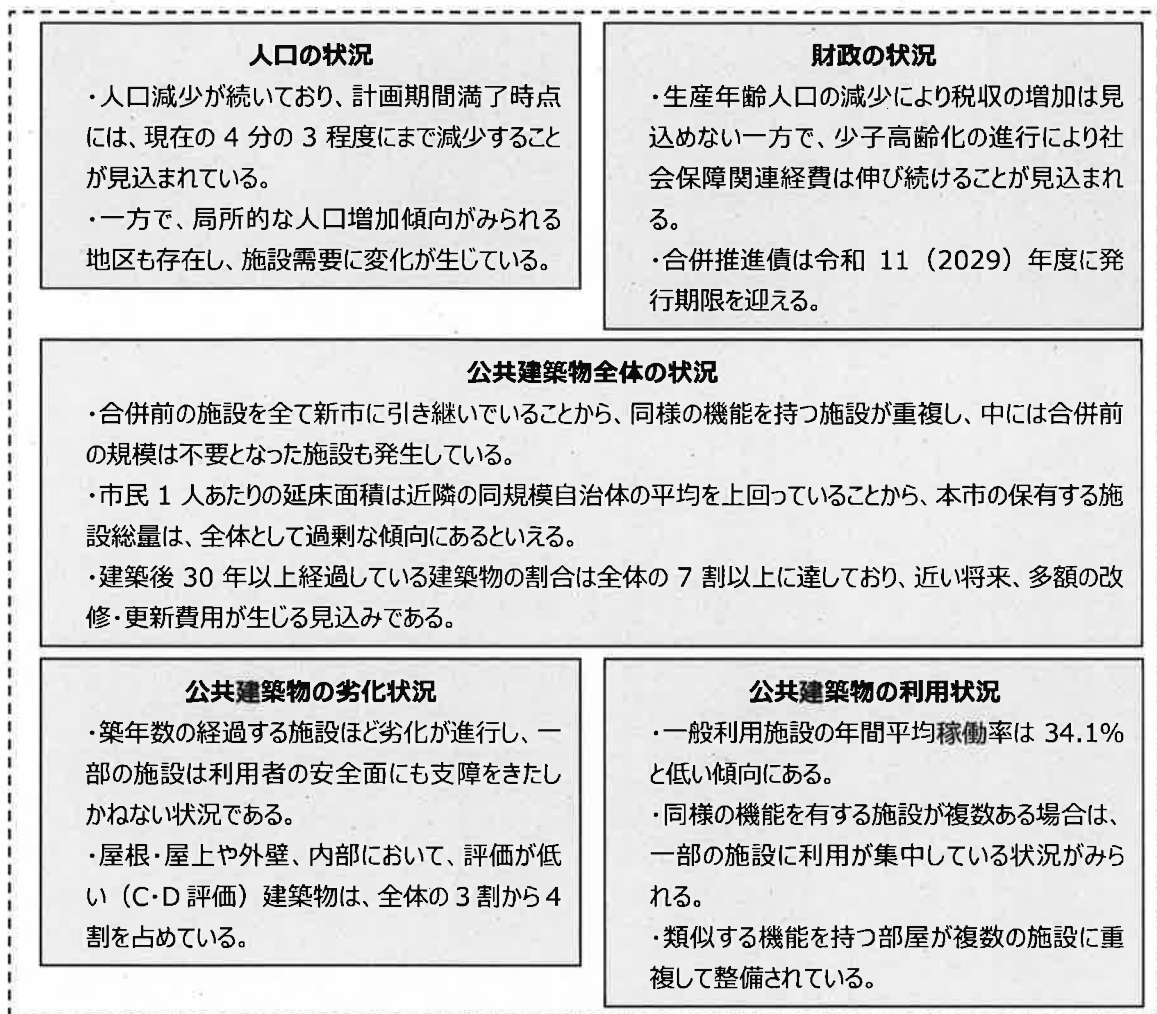 人口の状況
・人口減少が続いており、計画期間満了時点
には、現在の 4 分の 3 程度にまで減少すること
が見込まれている。
・一方で、局所的な人口増加傾向がみられる
地区も存在し、施設需要に変化が生じている。
財政の状況
・生産年齢人口の減少により税収の増加は見
込めない一方で、少子高齢化の進行により社
会保障関連経費は伸び続けることが見込まれ
る。
・合併推進債は令和 11（2029）年度に発
行期限を迎える。
公共建築物全体の状況
・合併前の施設を全て新市に引き継いでいることから、同様の機能を持つ施設が重複し、中には合併前
の規模は不要となった施設も発生している。
・市民 1 人あたりの延床面積は近隣の同規模自治体の平均を上回っていることから、本市の保有する施
設総量は、全体として過剰な傾向にあるといえる。
・建築後 30 年以上経過している建築物の割合は全体の 7 割以上に達しており、近い将来、多額の改
修・更新費用が生じる見込みである。
公共建築物の劣化状況
・築年数の経過する施設ほど劣化が進行し、一
部の施設は利用者の安全面にも支障をきたし
かねない状況である。
・屋根・屋上や外壁、内部において、評価が低
い（C・D 評価）建築物は、全体の 3 割から 4
割を占めている。
公共建築物の利用状況
・一般利用施設の年間平均稼働率は 34.1%
と低い傾向にある。
・同様の機能を有する施設が複数ある場合は、
一部の施設に利用が集中している状況がみら
れる。
・類似する機能を持つ部屋が複数の施設に重
複して整備されている。